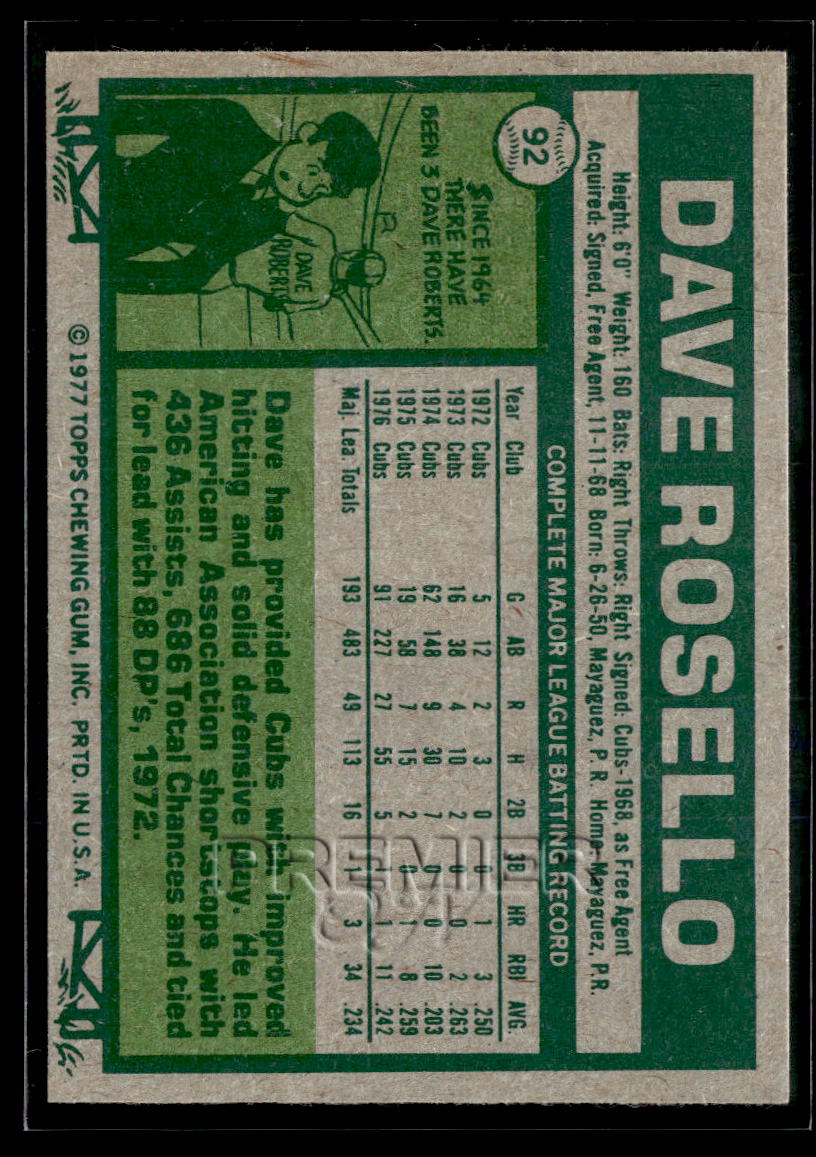 DAVE ROSELLO
Height: 6'0" Weight: 160 Bats: Right Throws: Right Signed: Cubs-1968, as Free Agent
Acquired: Signed, Free Agent, 11-11-68 Born: 6-26-50, Mayaguez, P. R. Home: Mayaguez, P.R.
92
SINCE 1964
THERE HAVE
BEEN 3 DAVE ROBERTS.
DAVE
ROBERTS
COMPLETE MAJOR LEAGUE BATTING RECORD
Year Club G AB R H 2B 3B HR RBI AVG.
1972 Cubs 5 12 2 3 0 0 1 3 .250
1973 Cubs 16 38 4 10 2 0 0 2 .263
1974 Cubs 62 148 9 30 7 0 0 10 .203
1975 Cubs 19 58 7 15 2 0 1 8 .259
1976 Cubs 91 227 27 55 5 1 1 11 .242
Maj. Lea Totals 193 483 49 113 16 1 3 34 .234
Dave has provided Cubs with improved
hitting and solid defensive play. He led
American Association shortstops with
436 Assists, 686 Total Chances and tied
for lead with 88 DP's, 1972.
© 1977 TOPPS CHEWING GUM, INC. PRTD. IN U.S.A.
PREMIER